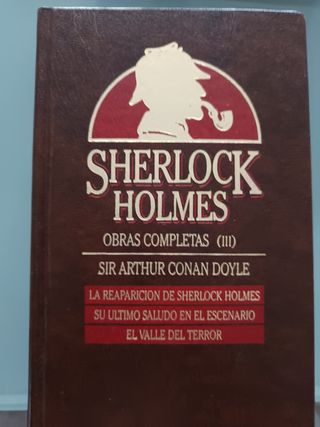 SHERLOCK
HOLMES
OBRAS COMPLETAS (III)
SIR ARTHUR CONAN DOYLE
LA REAPARICION DE SHERLOCK HOLMES
SU ULTIMO SALUDO EN EL ESCENARIO
EL VALLE DEL TERROR